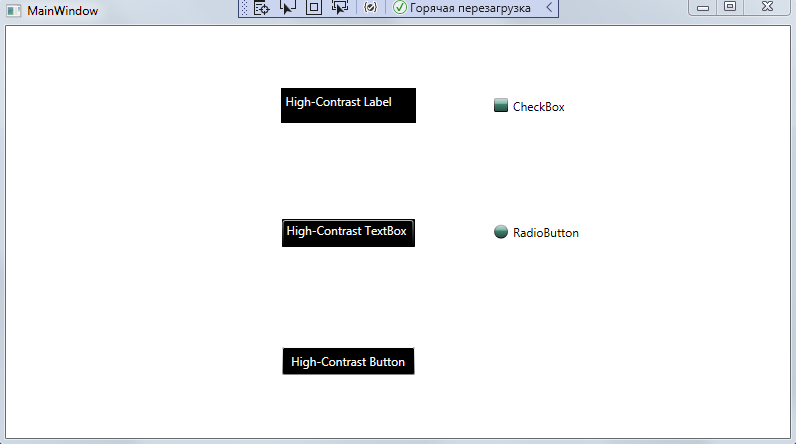 MainWindow
Горячая перезагрузка
High-Contrast Label
CheckBox
High-Contrast TextBox
RadioButton
High-Contrast Button